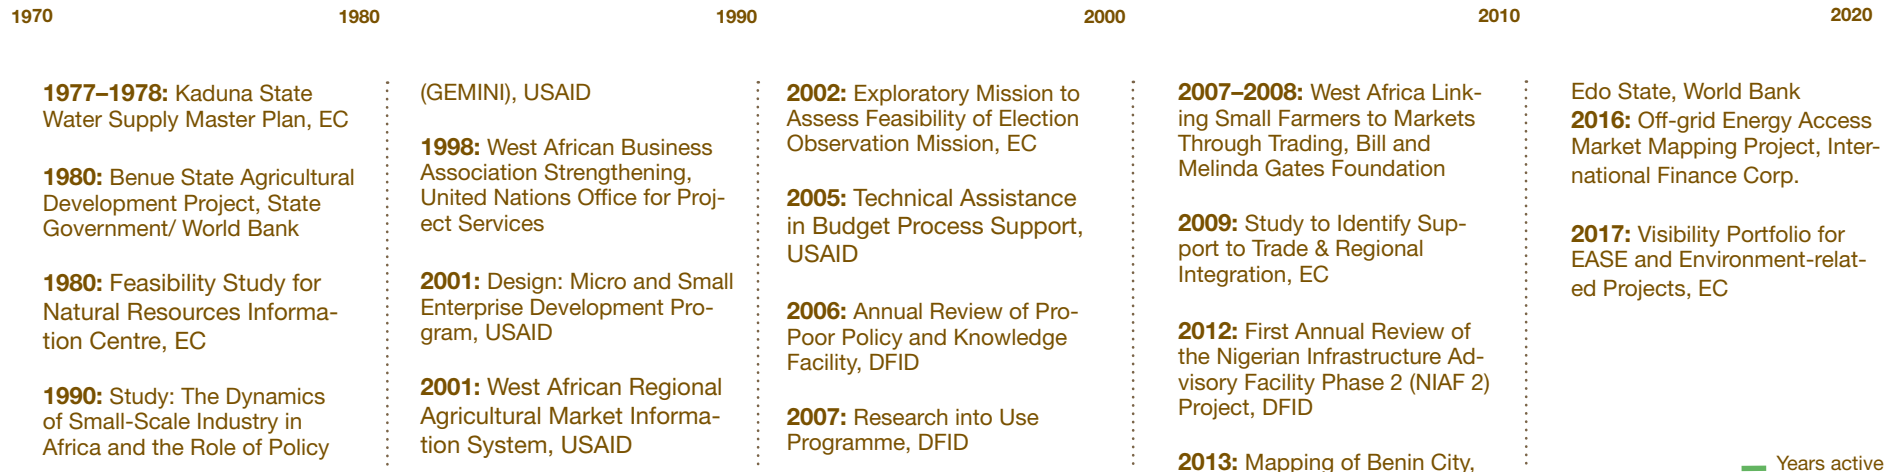 1970 1980 1990 2000 2010 2020
1977–1978: Kaduna State
Water Supply Master Plan, EC
1980: Benue State Agricultural
Development Project, State
Government/ World Bank
1980: Feasibility Study for
Natural Resources Informa-
tion Centre, EC
1990: Study: The Dynamics
of Small-Scale Industry in
Africa and the Role of Policy
(GEMINI), USAID
1998: West African Business
Association Strengthening,
United Nations Office for Proj-
ect Services
2001: Design: Micro and Small
Enterprise Development Pro-
gram, USAID
2001: West African Regional
Agricultural Market Informa-
tion System, USAID
2002: Exploratory Mission to
Assess Feasibility of Election
Observation Mission, EC
2005: Technical Assistance
in Budget Process Support,
USAID
2006: Annual Review of Pro-
Poor Policy and Knowledge
Facility, DFID
2007: Research into Use
Programme, DFID
2007–2008: West Africa Link-
ing Small Farmers to Markets
Through Trading, Bill and
Melinda Gates Foundation
2009: Study to Identify Sup-
port to Trade & Regional
Integration, EC
2012: First Annual Review of
the Nigerian Infrastructure Ad-
visory Facility Phase 2 (NIAF 2)
Project, DFID
2013: Mapping of Benin City,
Edo State, World Bank
2016: Off-grid Energy Access
Market Mapping Project, Inter-
national Finance Corp.
2017: Visibility Portfolio for
EASE and Environment-relat-
ed Projects, EC
Years active